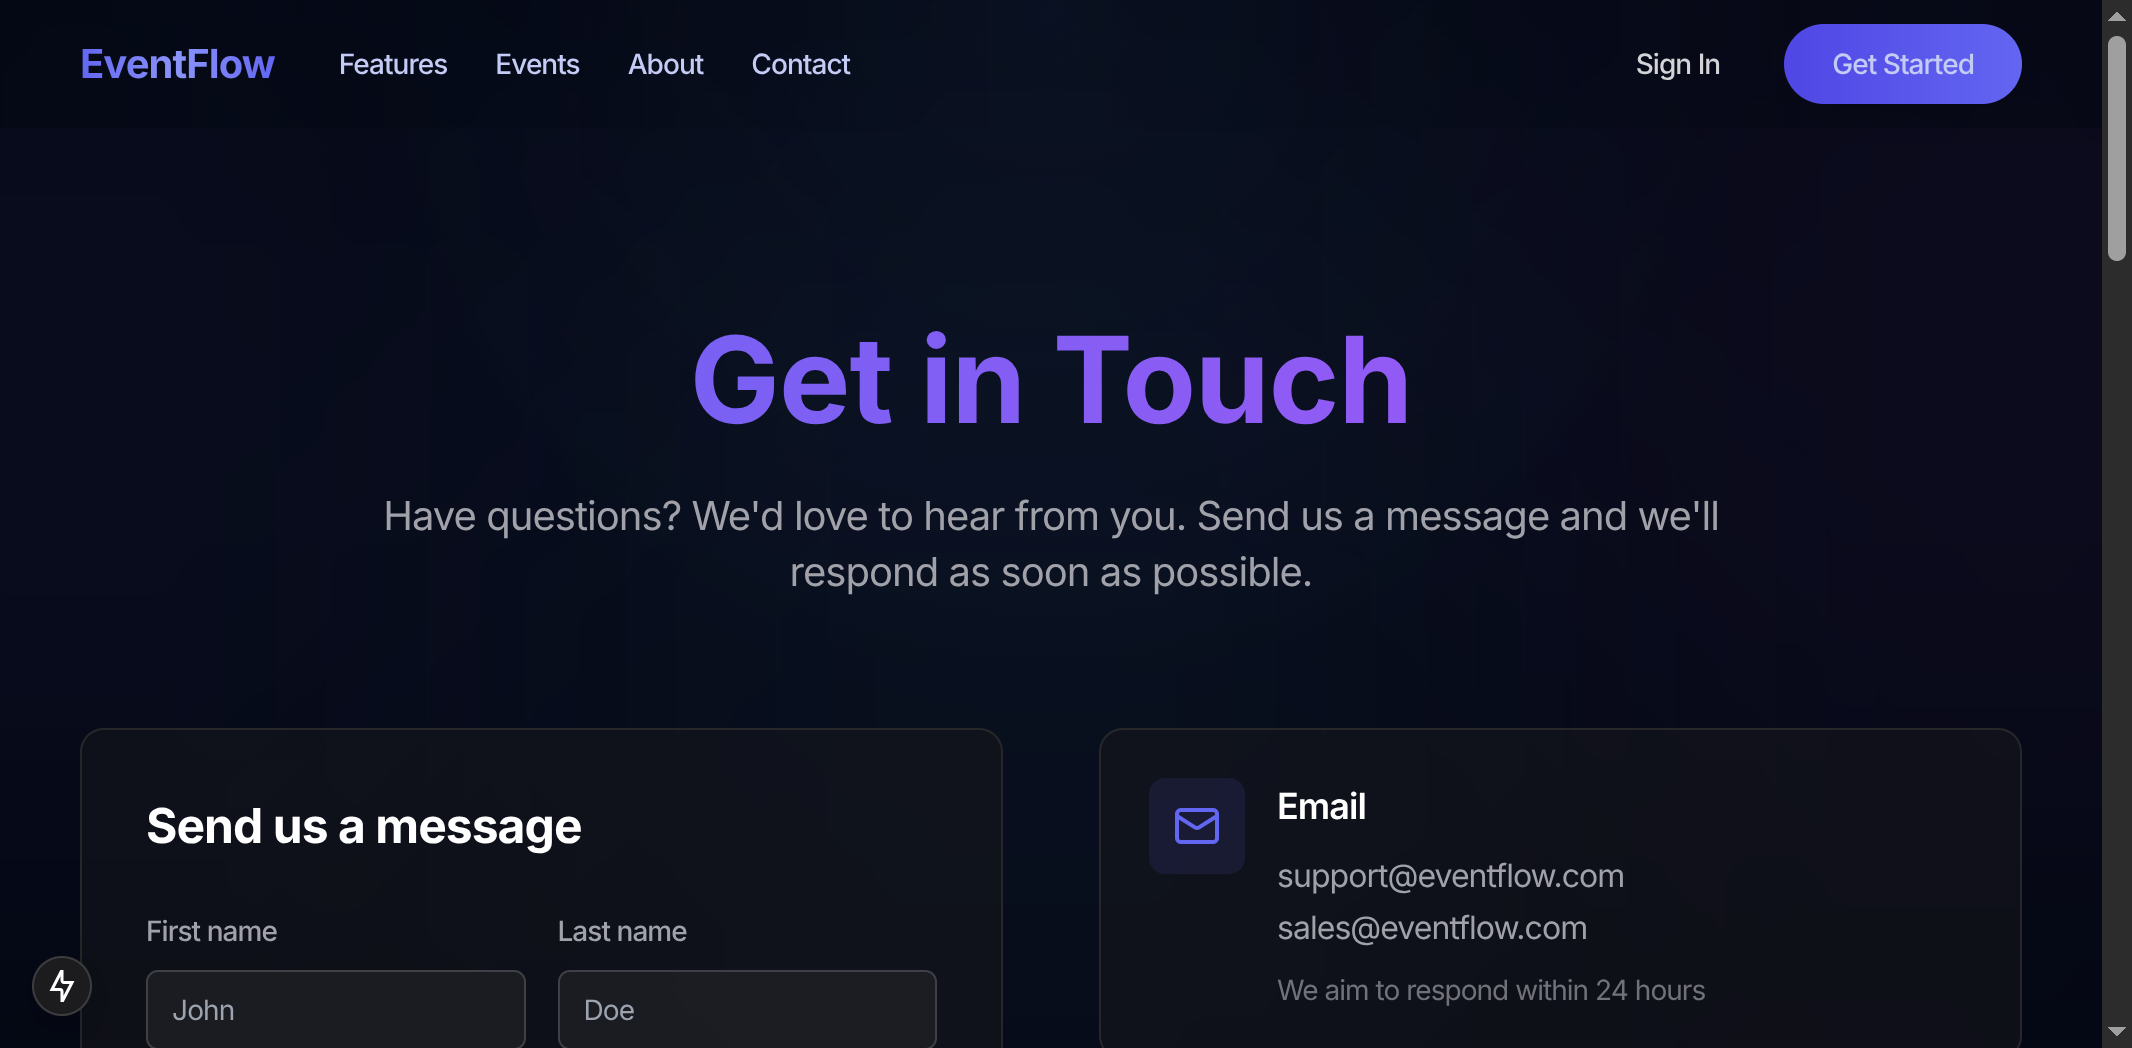 EventFlow
Features
Events
About
Contact
Sign In
Get Started
Get in Touch
Have questions? We'd love to hear from you. Send us a message and we'll
respond as soon as possible.
Send us a message
First name
Last name
John
Doe
Email
support@eventflow.com
sales@eventflow.com
We aim to respond within 24 hours